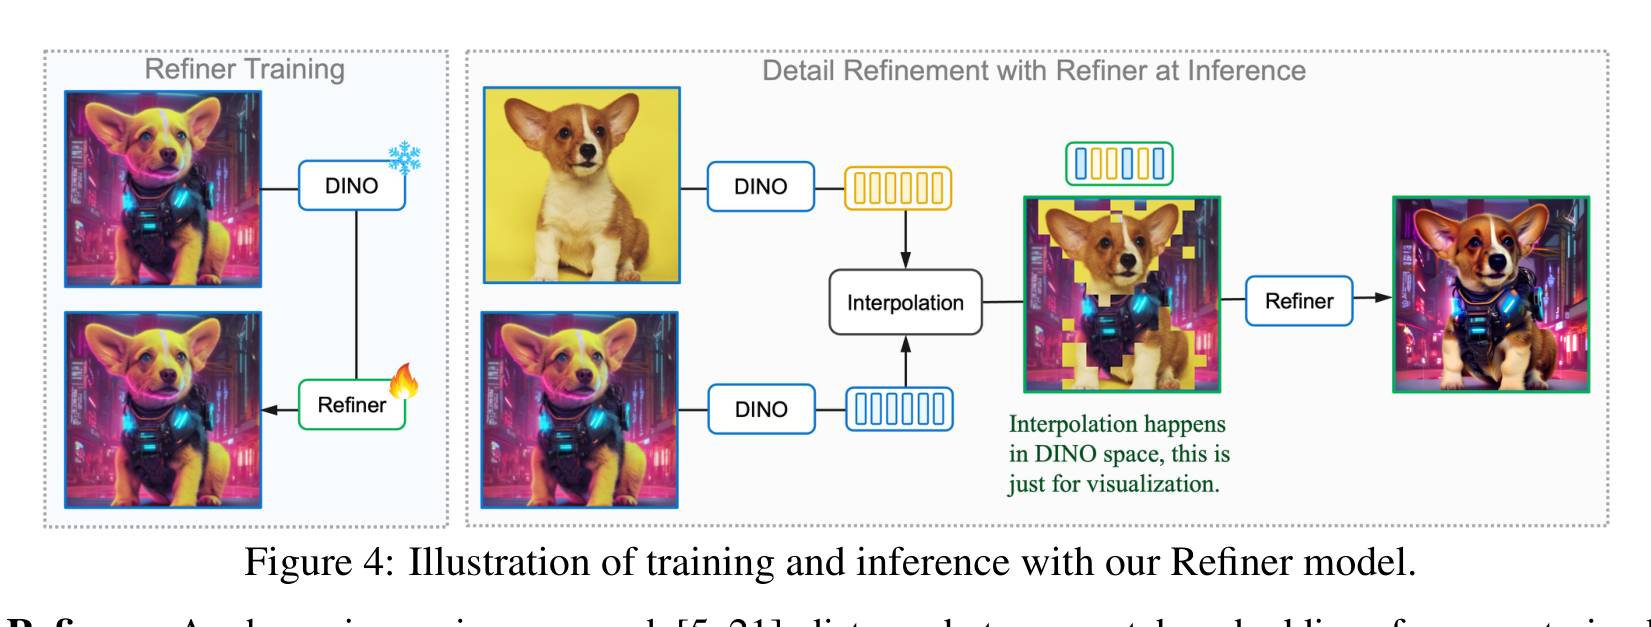 Refiner Training
DINO
Refiner
Detail Refinement with Refiner at Inference
DINO
DINO
Interpolation
Interpolation happens
in DINO space, this is
just for visualization.
Refiner
Figure 4: Illustration of training and inference with our Refiner model.